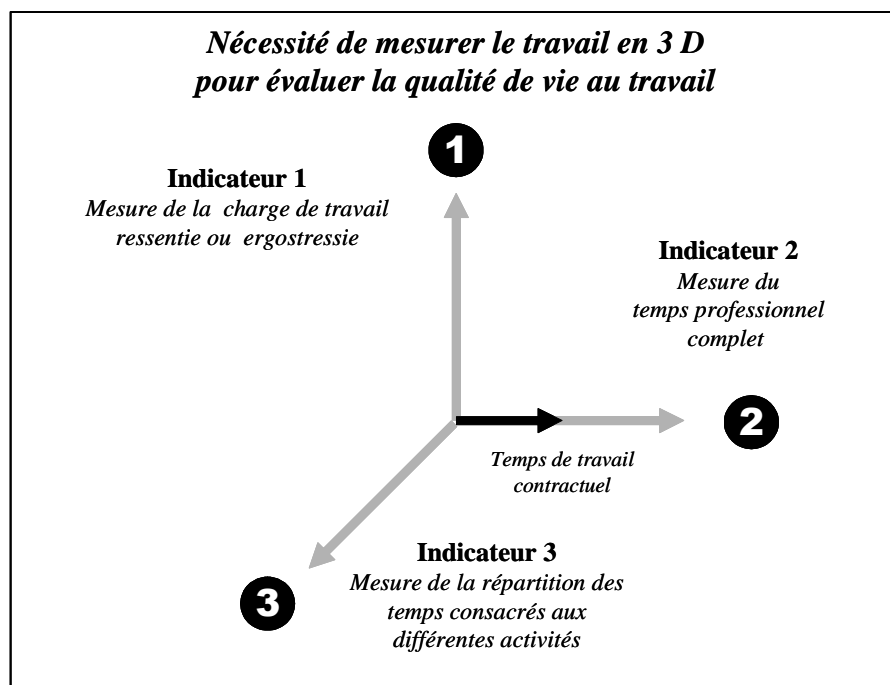 Nécessité de mesurer le travail en 3 D
pour évaluer la qualité de vie au travail
1
Indicateur 1
Mesure de la charge de travail
ressentie ou ergostressie
Indicateur 2
Mesure du
temps professionnel
complet
2
Temps de travail
contractuel
Indicateur 3
Mesure de la répartition des
temps consacrés aux
différentes activités
3